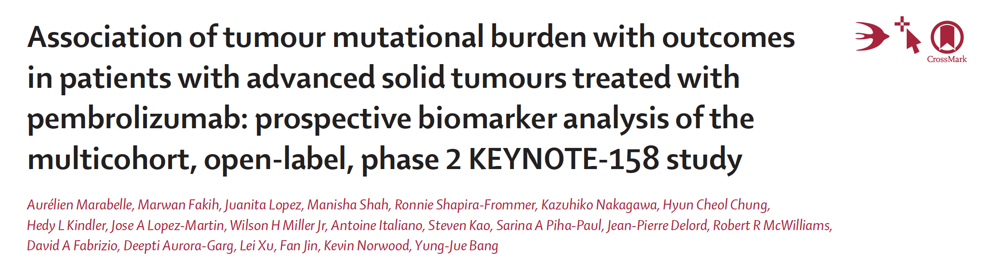 Association of tumour mutational burden with outcomes
in patients with advanced solid tumours treated with
pembrolizumab: prospective biomarker analysis of the
multicohort, open-label, phase 2 KEYNOTE-158 study
CrossMark
Aurélien Marabelle, Marwan Fakih, Juanita Lopez, Manisha Shah, Ronnie Shapira-Frommer, Kazuhiko Nakagawa, Hyun Cheol Chung,
Hedy L Kindler, Jose A Lopez-Martin, Wilson H Miller Jr, Antoine Italiano, Steven Kao, Sarina A Piha-Paul, Jean-Pierre Delord, Robert R McWilliams,
David A Fabrizio, Deepti Aurora-Garg, Lei Xu, Fan Jin, Kevin Norwood, Yung-Jue Bang